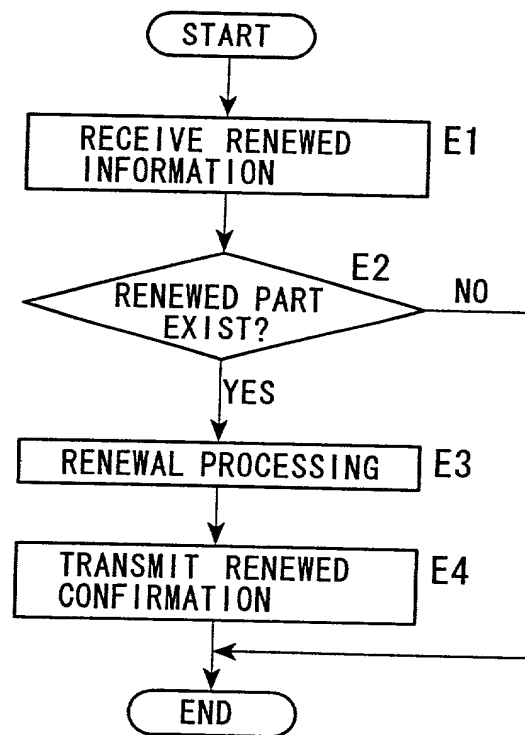 START
RECEIVE RENEWED
INFORMATION
E1
E2
RENEWED PART
EXIST?
NO
YES
RENEWAL PROCESSING
E3
TRANSMIT RENEWED
CONFIRMATION
E4
END